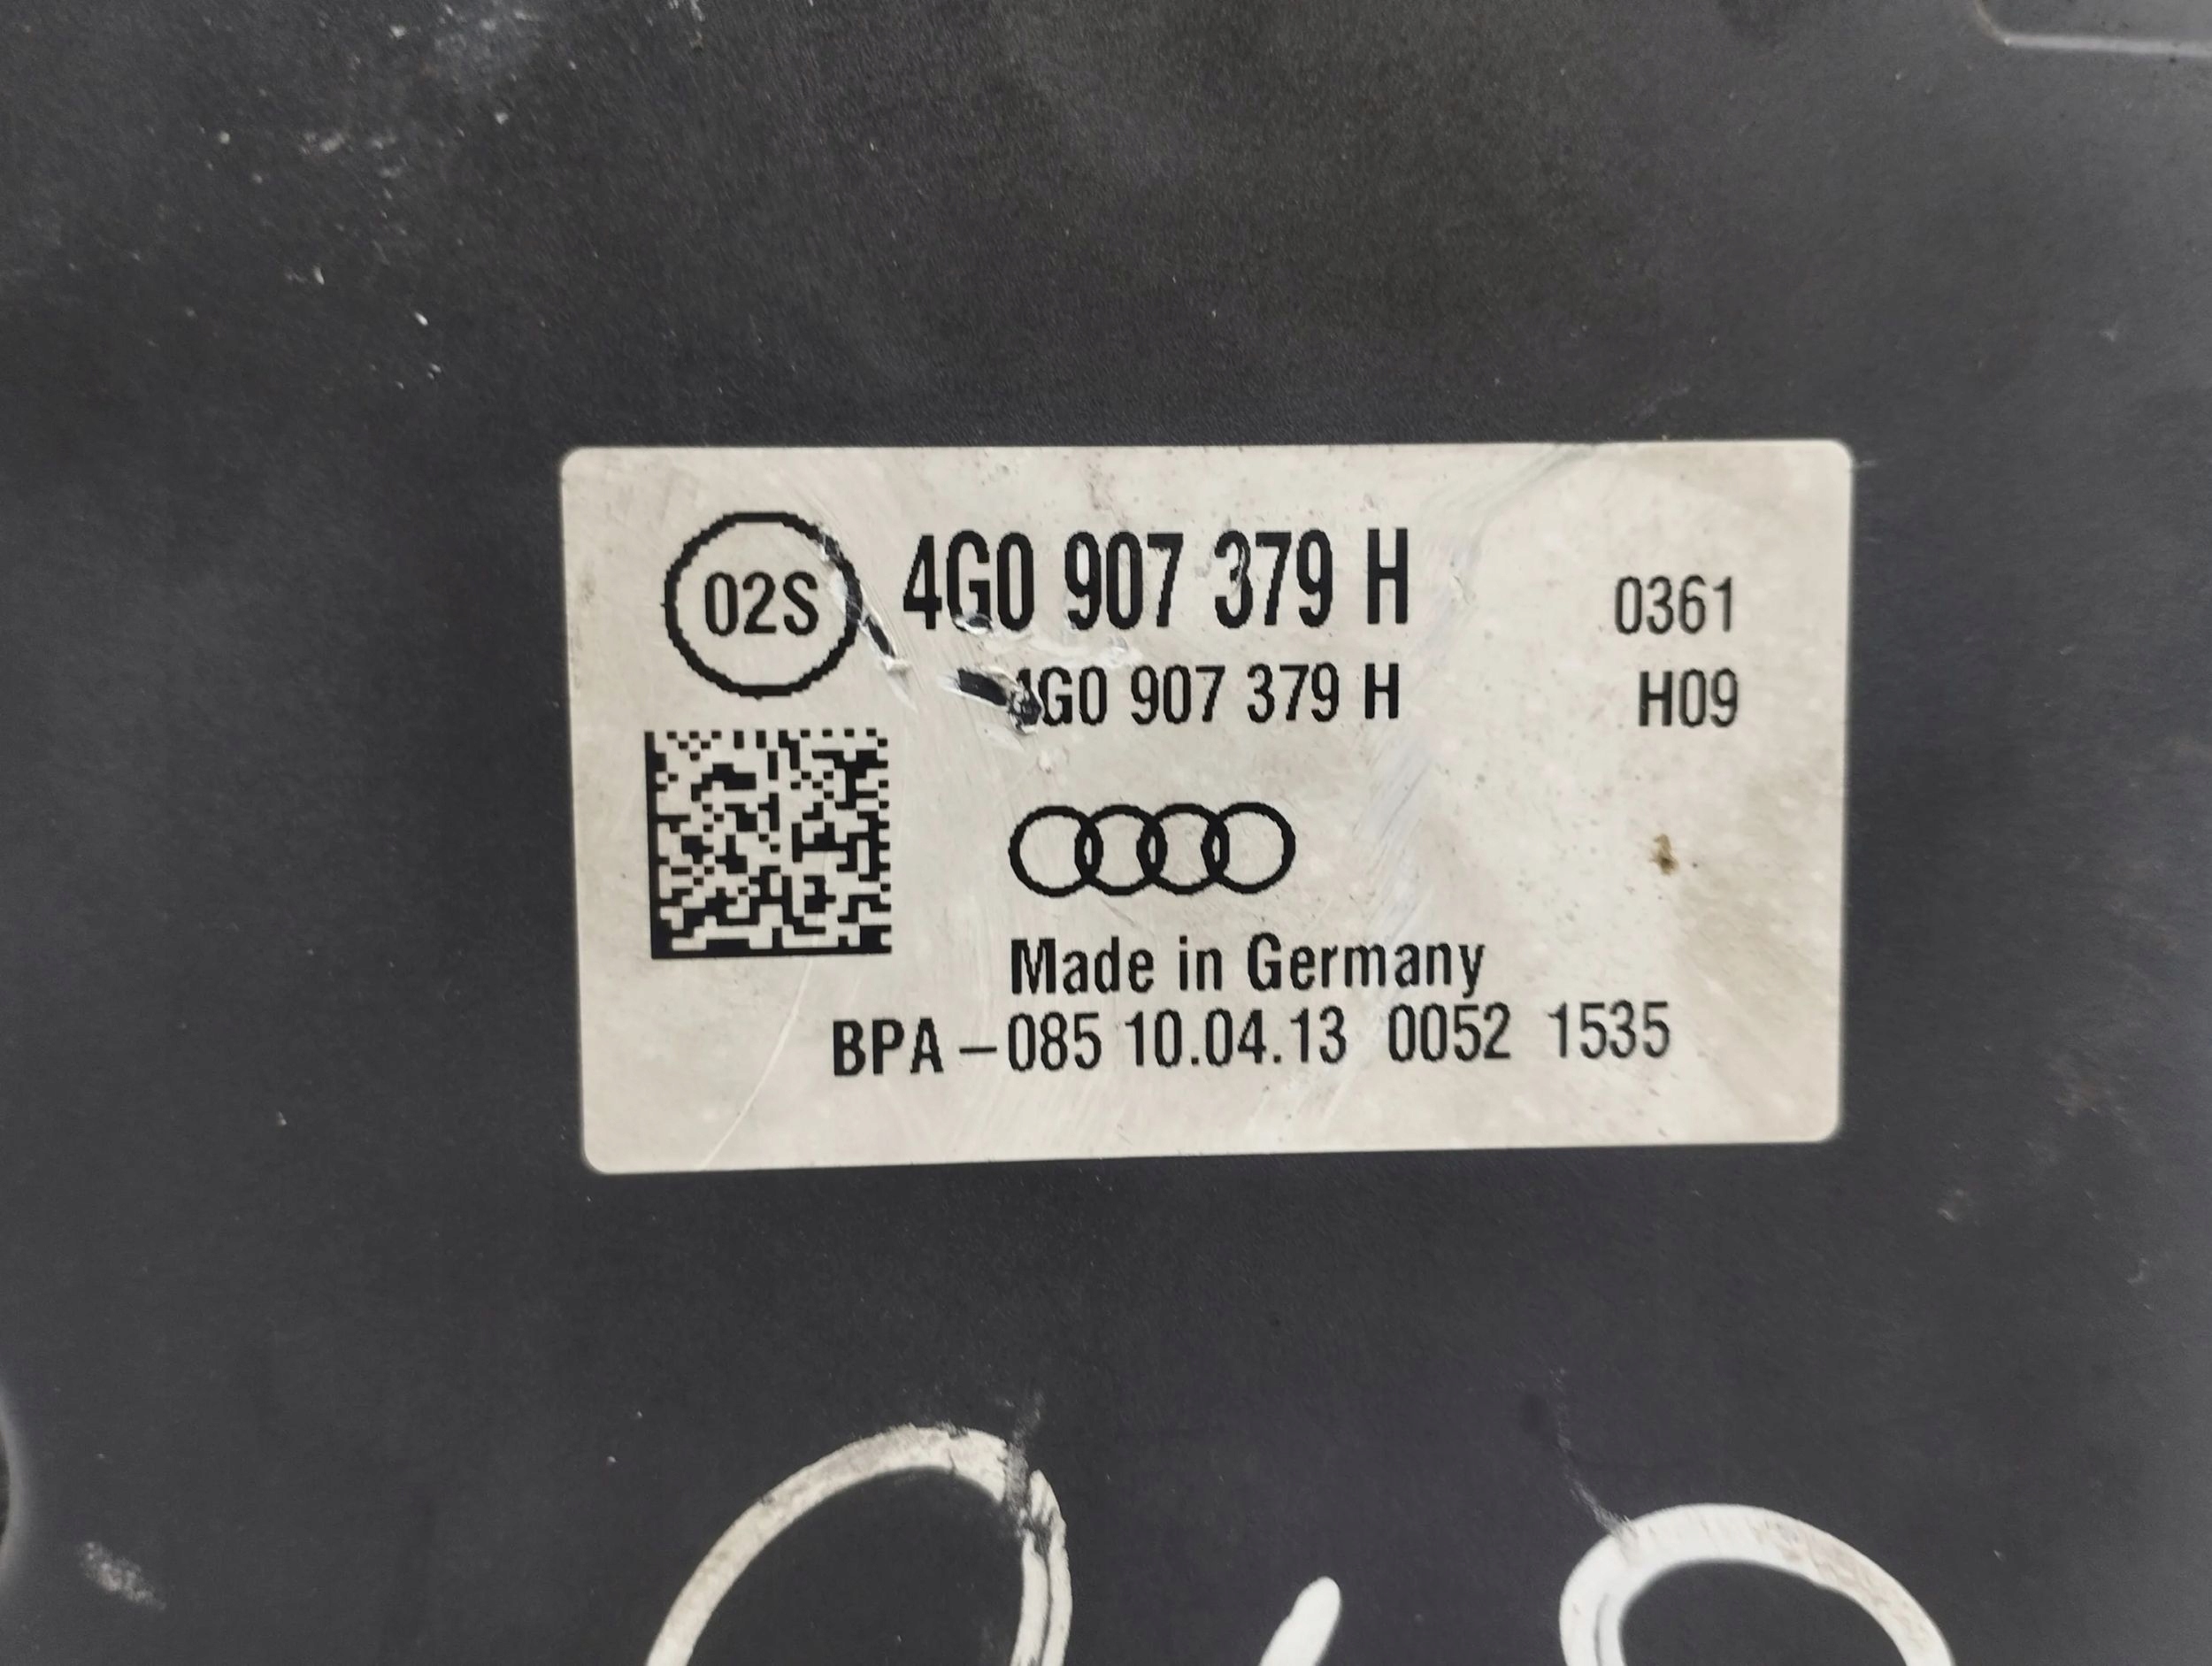 02S
4G0 907 379 H
0361
4G0 907 379 H
H09
Made in Germany
BPA –085 10.04.13 0052 1535